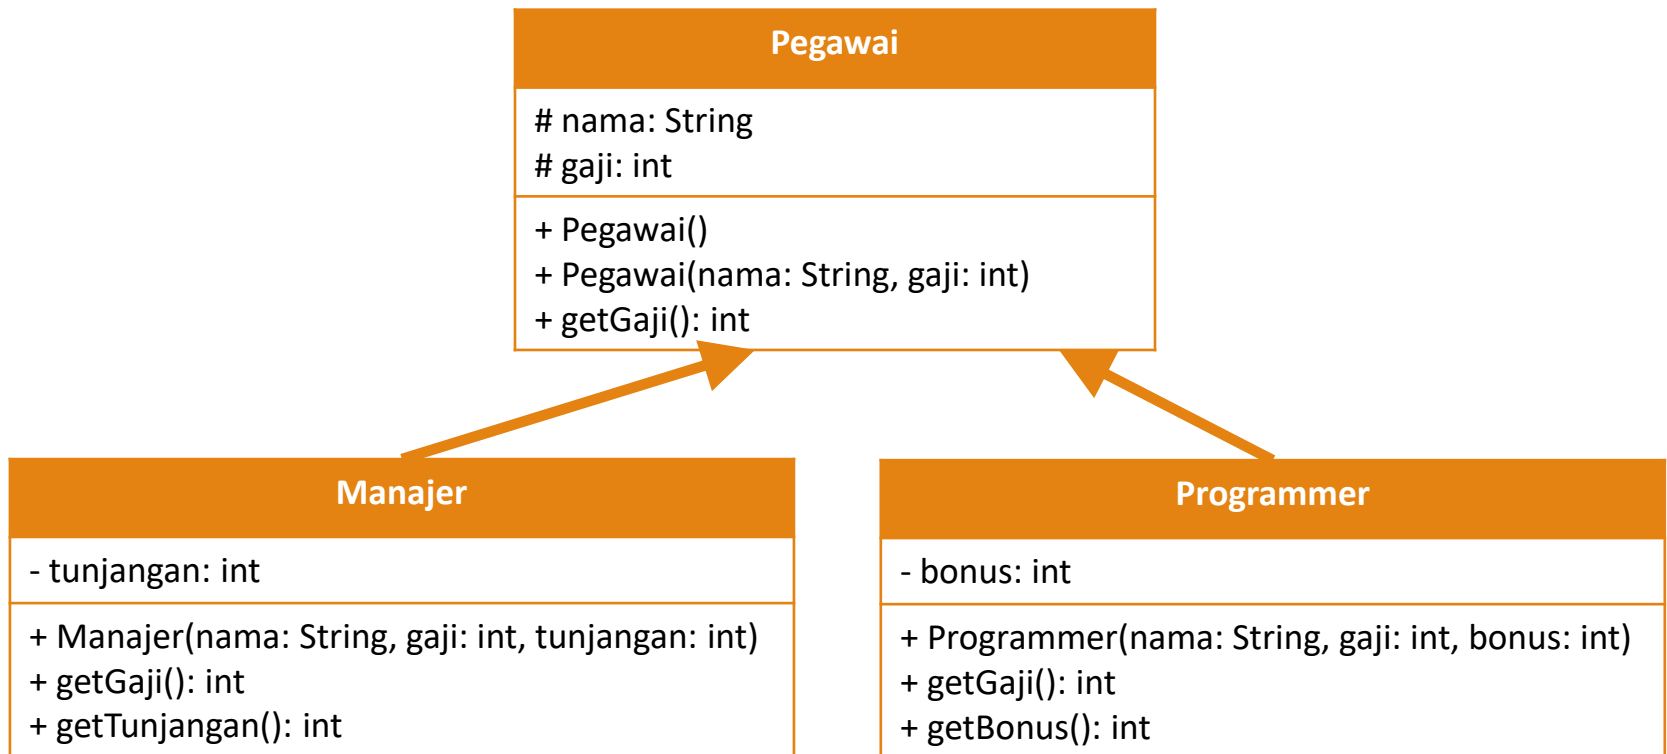 Pegawai
# nama: String
# gaji: int
+ Pegawai()
+ Pegawai(nama: String, gaji: int)
+ getGaji(): int
Manajer
- tunjangan: int
+ Manajer(nama: String, gaji: int, tunjangan: int)
+ getGaji(): int
+ getTunjangan(): int
Programmer
- bonus: int
+ Programmer(nama: String, gaji: int, bonus: int)
+ getGaji(): int
+ getBonus(): int